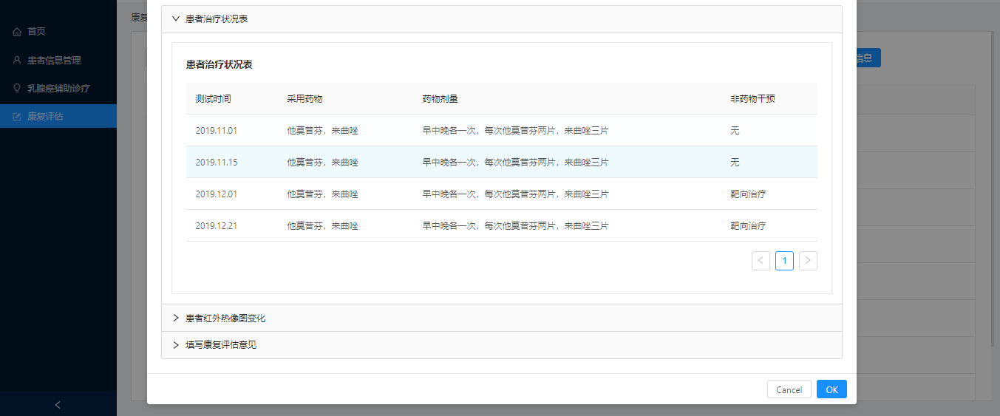 首页
患者信息管理
乳腺癌辅助诊疗
康复评估
康复
信息
患者治疗状况表
患者治疗状况表
测试时间 采用药物 药物剂量 非药物干预
2019.11.01 他莫昔芬，来曲唑 早中晚各一次，每次他莫昔芬两片，来曲唑三片 无
2019.11.15 他莫昔芬，来曲唑 早中晚各一次，每次他莫昔芬两片，来曲唑三片 无
2019.12.01 他莫昔芬，来曲唑 早中晚各一次，每次他莫昔芬两片，来曲唑三片 靶向治疗
2019.12.21 他莫昔芬，来曲唑 早中晚各一次，每次他莫昔芬两片，来曲唑三片 靶向治疗
1
患者红外热像图变化
填写康复评估意见
Cancel OK